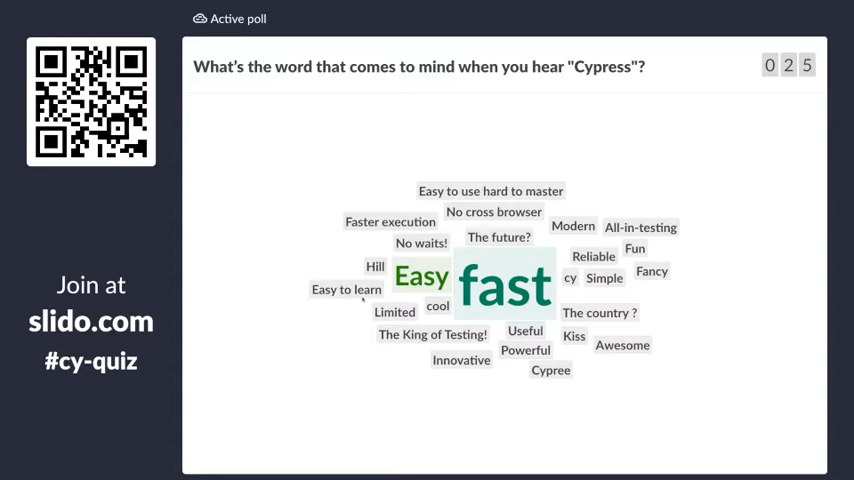 Active poll
What's the word that comes to mind when you hear "Cypress"?
025
Join at
slido.com
#cy-quiz
Easy to use hard to master
No cross browser
Faster execution
Modern
All-in-testing
No waits!
The future?
Fun
Reliable
Hill
Easy
fast
cy
Simple
Fancy
Easy to learn
Limited
cool
The country ?
The King of Testing!
Useful
Kiss
Awesome
Powerful
Innovative
Cypree